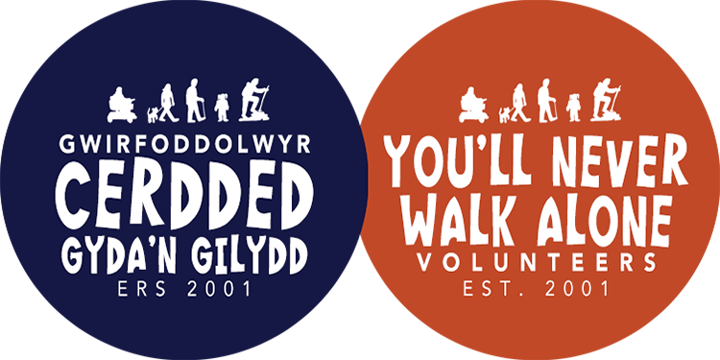 GWIRFODDOLWYR
CERDDED
GYDA'N GILYDD
ERS 2001
YOU'LL NEVER
WALK ALONE
VOLUNTEERS
EST. 2001